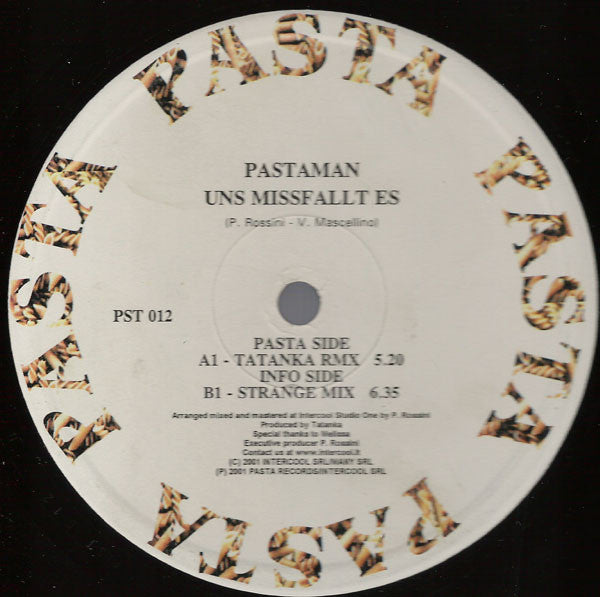 PASTA
PASTA
PASTA
PASTA
PASTAMAN
UNS MISSFALLT ES
(P. Rossini - V. Mascellino)
PST 012
PASTA SIDE
A1 - TATANKA RMX 5.20
INFO SIDE
B1 - STRANGE MIX 6.35
Arranged mixed and mastered at Intercool Studio One by P. Rossini
Produced by Tatanka
Special thanks to Melissa
Executive producer P. Rossini
Contact us at www.intercool.it
(C) 2001 INTERCOOL SRL/MANY SRL
(P) 2001 PASTA RECORDS/INTERCOOL SRL